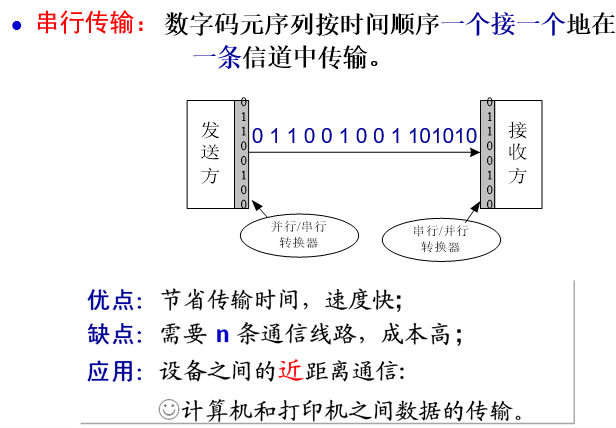 • 串行传输：数字码元序列按时间顺序一个接一个地在
一条信道中传输。
发送方
0
1
1
0
0
1
0
0
0 1 1 0 0 1 0 0 1 101010
0
1
1
0
0
1
0
0
接收方
并行/串行
转换器
串行/并行
转换器
优点：节省传输时间，速度快；
缺点：需要 n 条通信线路，成本高；
应用：设备之间的近距离通信：
☺计算机和打印机之间数据的传输。